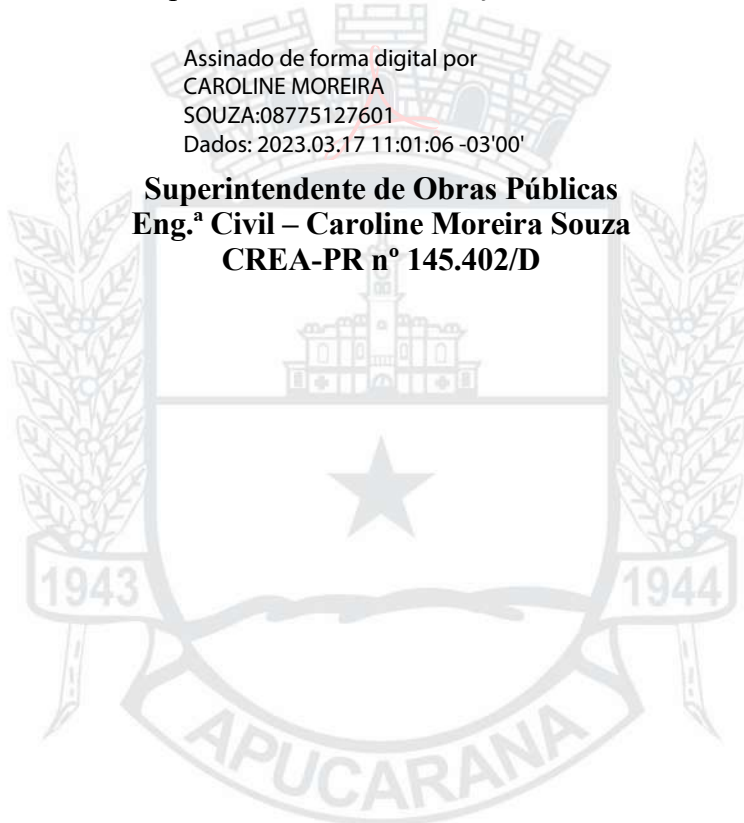 Assinado de forma digital por
CAROLINE MOREIRA
SOUZA:08775127601
Dados: 2023.03.17 11:01:06 -03'00'
Superintendente de Obras Públicas
Eng.ª Civil – Caroline Moreira Souza
CREA-PR nº 145.402/D
1943
1944
APUCARANA